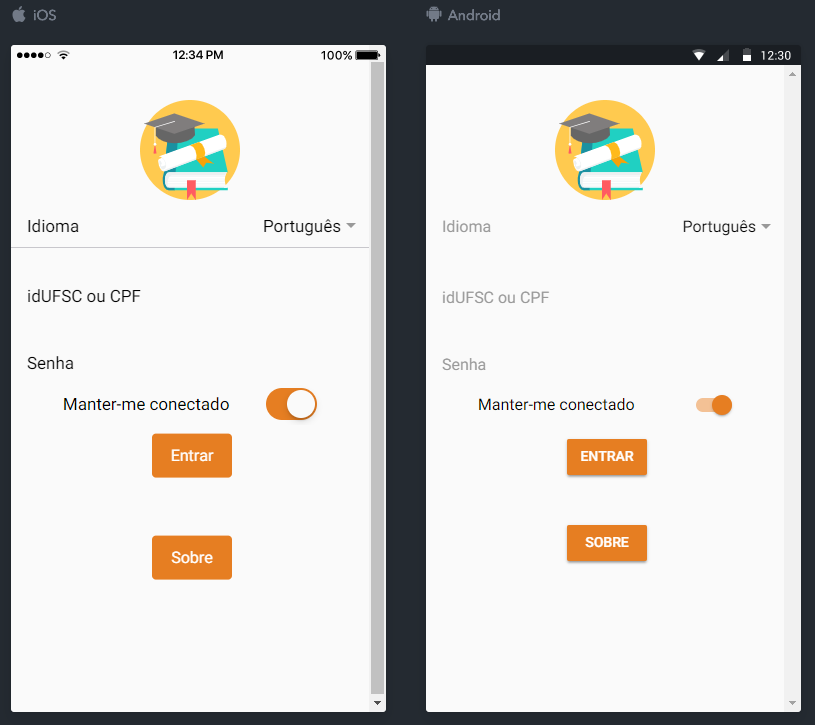 iOS
Android
12:34 PM
100%
12:30
Idioma
Português
Idioma
Português
idUFSC ou CPF
idUFSC ou CPF
Senha
Senha
Manter-me conectado
Manter-me conectado
Entrar
ENTRAR
Sobre
SOBRE